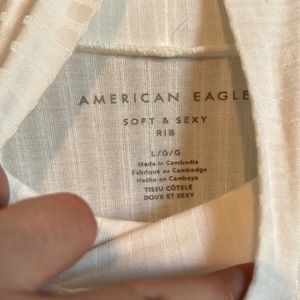 AMERICAN EAGLE
SOFT & SEXY
RIB
L/G/G
Made in Cambodia
Fabriqué au Cambodge
Hecho en Camboya
TISSU CÔTELÉ
DOUX ET SEXY